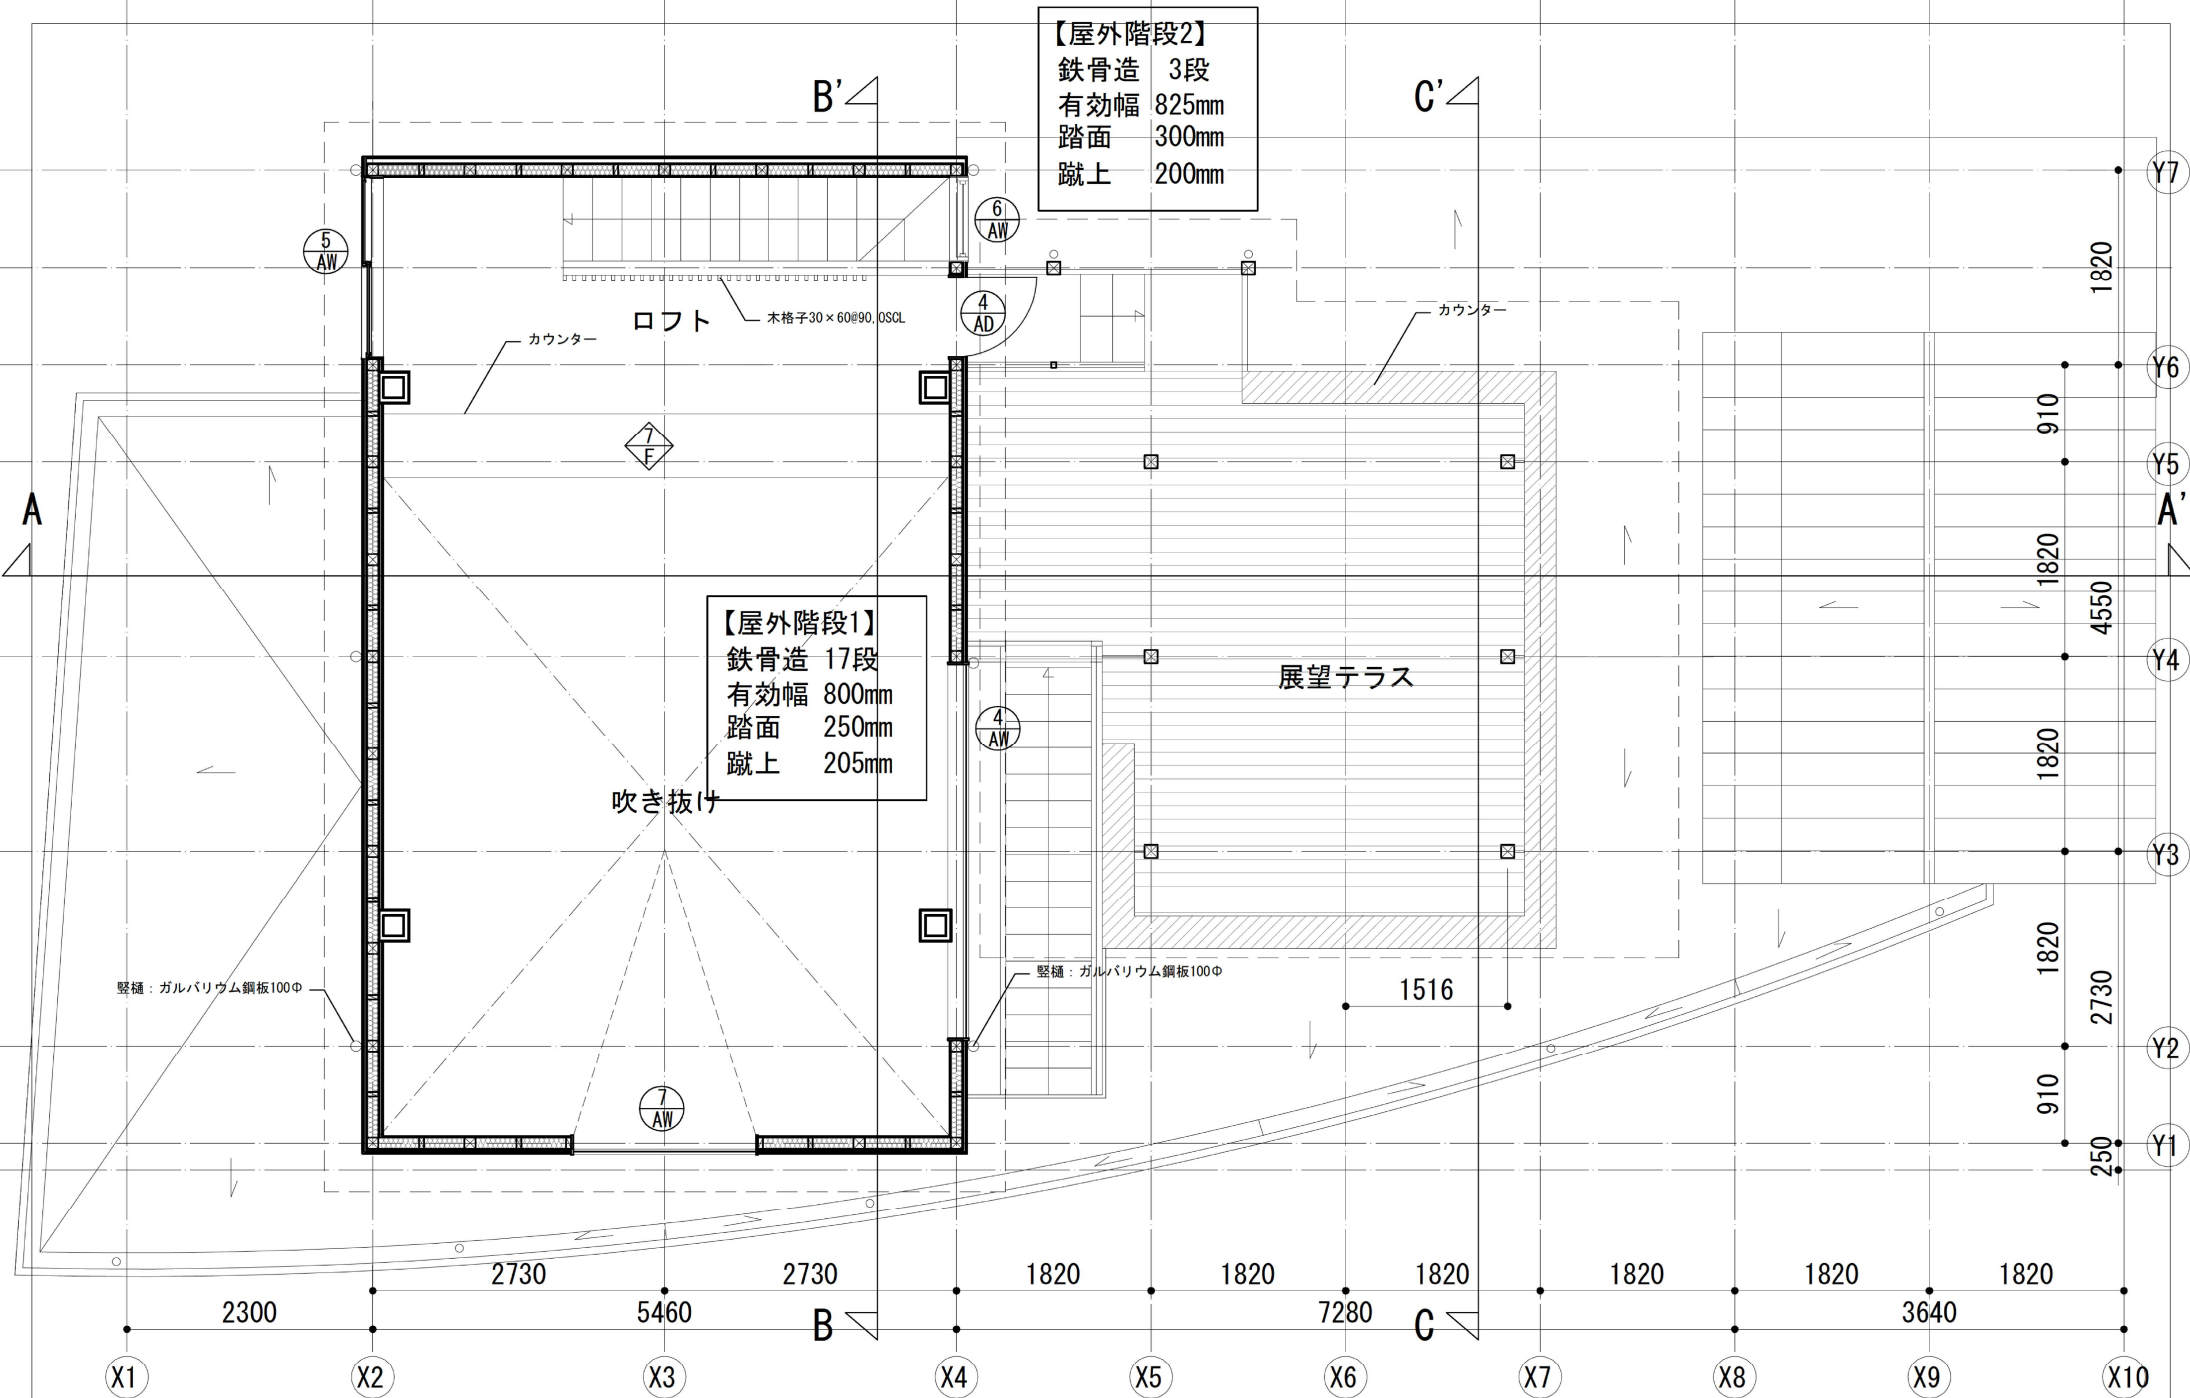 【屋外階段2】
鉄骨造 3段
有効幅 825mm
踏面 300mm
蹴上 200mm
B'
C'
Y7
6
AW
5
AW
1820
4
AD
木格子30×60@90,OSCL
ロフト
カウンター
カウンター
Y6
910
7
F
Y5
A
A'
1820
4550
【屋外階段1】
鉄骨造 17段
有効幅 800mm
踏面 250mm
蹴上 205mm
展望テラス
Y4
4
AW
1820
吹き抜け
Y3
1820
竪樋：ガルバリウム鋼板100Φ
竪樋：ガルバリウム鋼板100Φ
1516
2730
Y2
7
AW
910
Y1
250
2730
2730
1820
1820
1820
1820
1820
1820
2300
5460
B
7280
C
3640
X1
X2
X3
X4
X5
X6
X7
X8
X9
X10